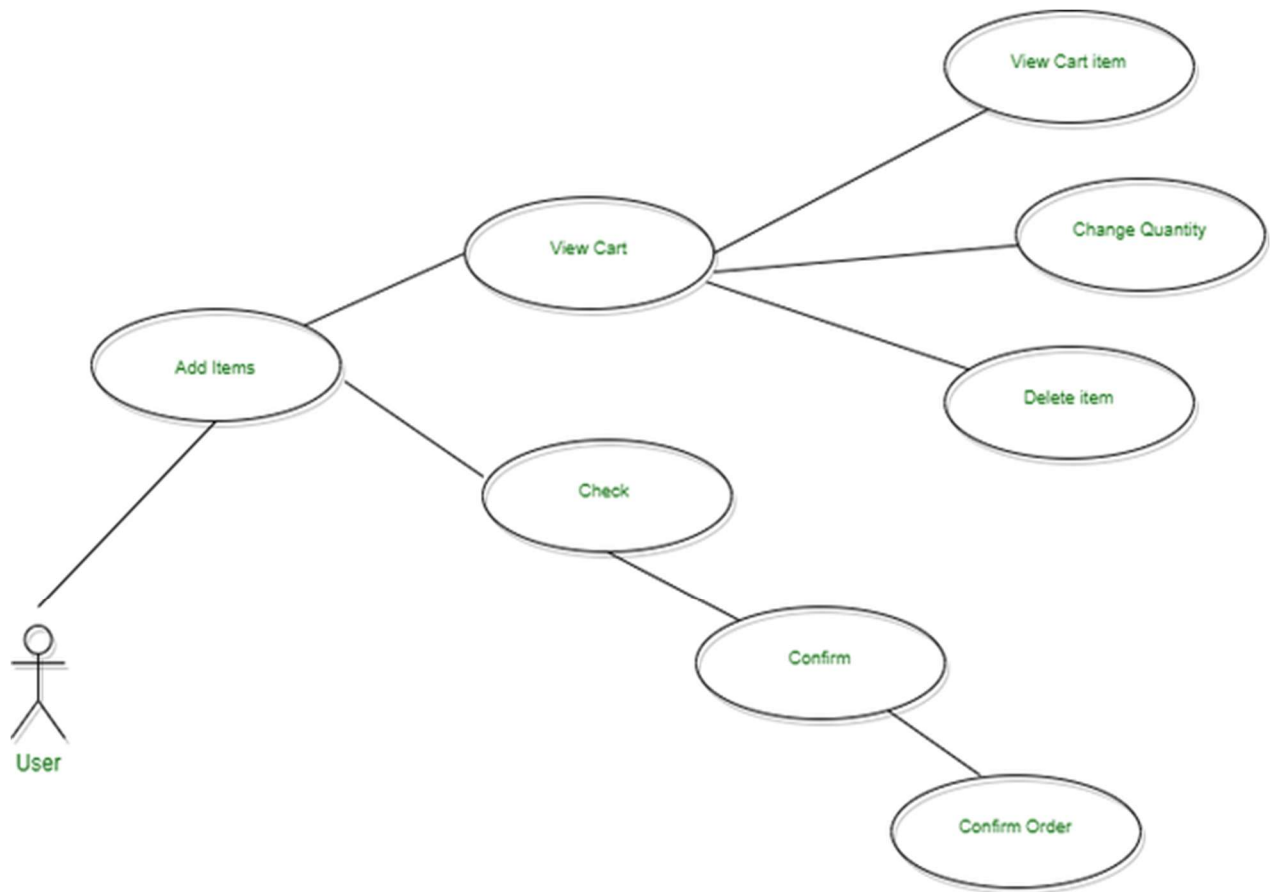 View Cart item
Change Quantity
View Cart
Add Items
Delete item
Check
Confirm
User
Confirm Order